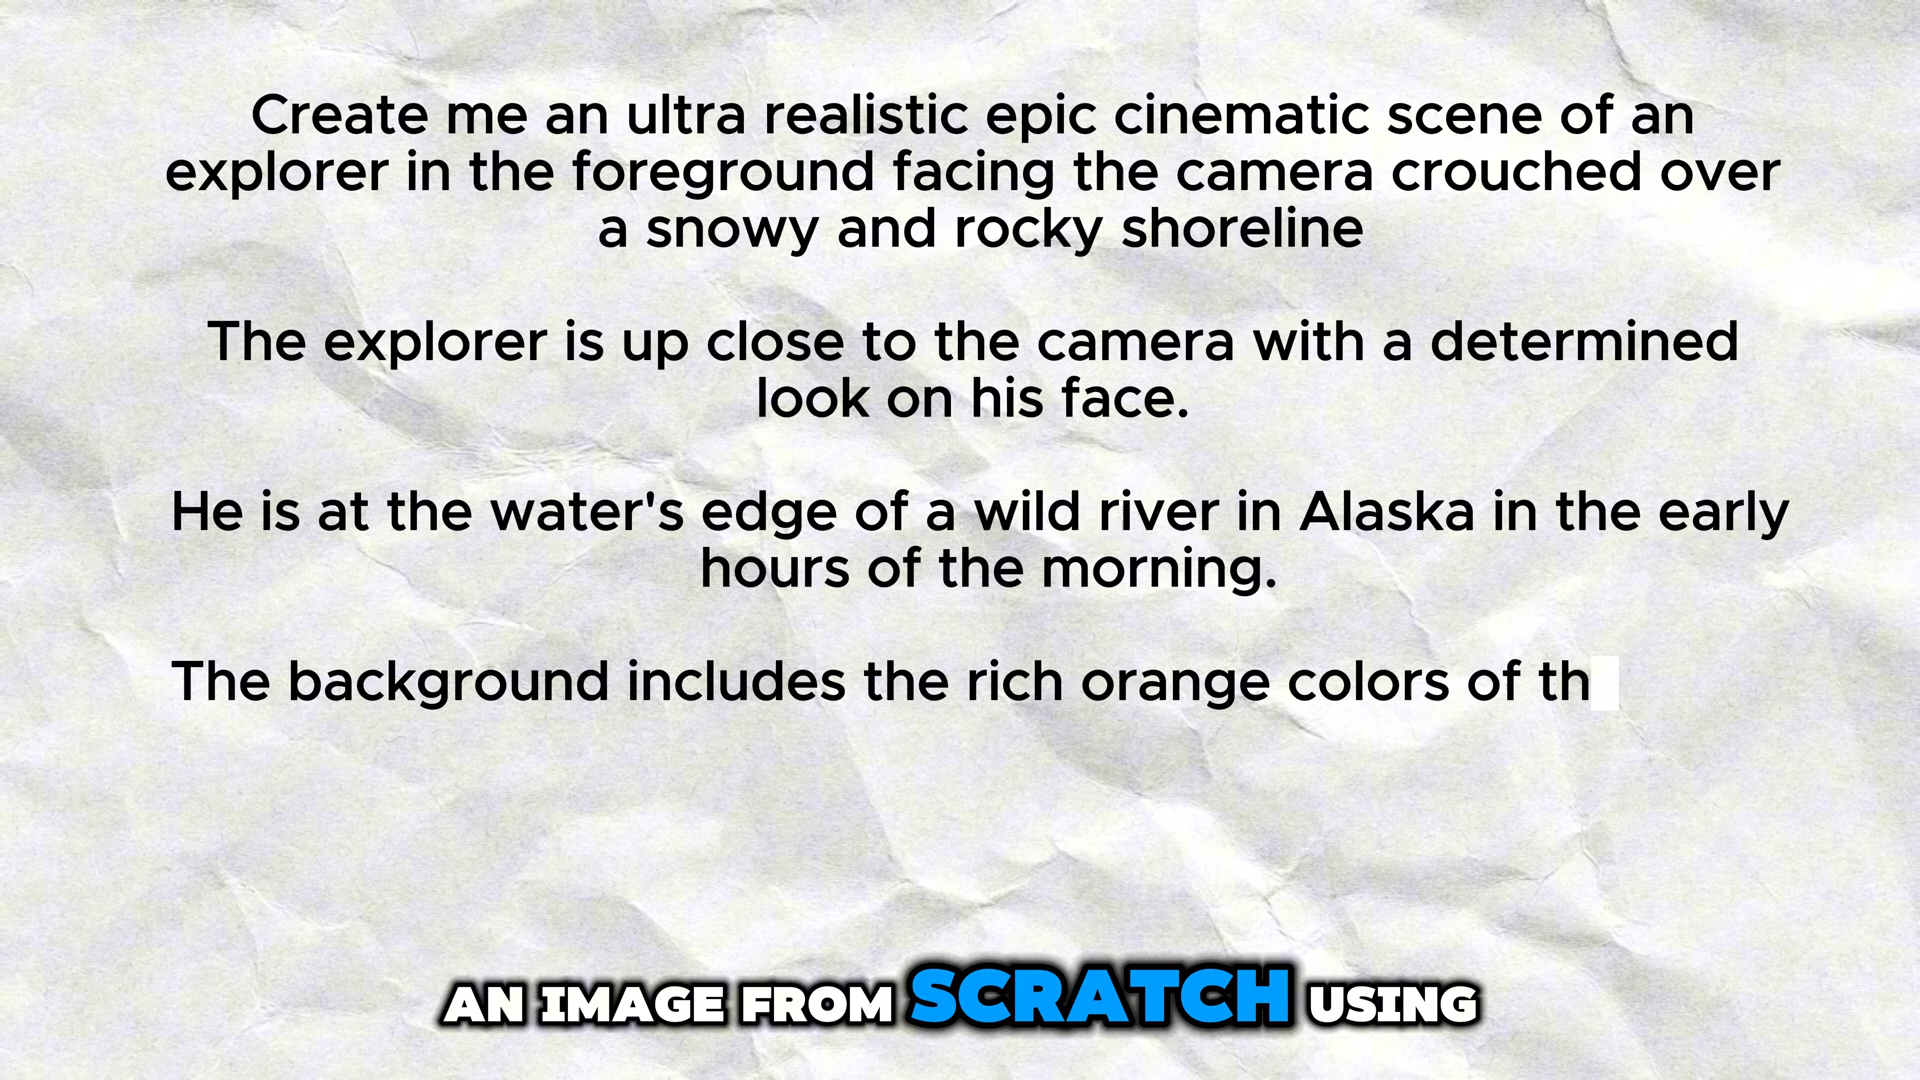 Create me an ultra realistic epic cinematic scene of an
explorer in the foreground facing the camera crouched over
a snowy and rocky shoreline
The explorer is up close to the camera with a determined
look on his face.
He is at the water's edge of a wild river in Alaska in the early
hours of the morning.
The background includes the rich orange colors of th
AN IMAGE FROM SCRATCH USING